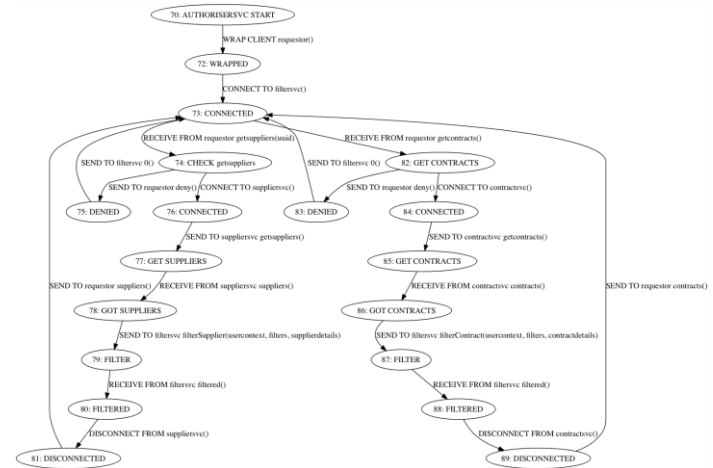 70: AUTHORISERSVC START
WRAP CLIENT requestor()
72: WRAPPED
CONNECT TO filtersvc()
73: CONNECTED
RECEIVE FROM requestor getsuppliers(uuid)
RECEIVE FROM requestor getcontracts()
SEND TO filtersvc 0()
74: CHECK getsuppliers
SEND TO filtersvc 0()
82: GET CONTRACTS
SEND TO requestor deny()
CONNECT TO suppliersvc()
SEND TO requestor deny()
CONNECT TO contractsvc()
75: DENIED
76: CONNECTED
83: DENIED
84: CONNECTED
SEND TO suppliersvc getsuppliers()
SEND TO contractsvc getcontracts()
77: GET SUPPLIERS
85: GET CONTRACTS
SEND TO requestor suppliers()
RECEIVE FROM suppliersvc suppliers()
RECEIVE FROM contractsvc contracts()
SEND TO requestor contracts()
78: GOT SUPPLIERS
86: GOT CONTRACTS
SEND TO filtersvc filterSupplier(usercontext, filters, supplierdetails)
SEND TO filtersvc filterContract(usercontext, filters, contractdetails)
79: FILTER
87: FILTER
RECEIVE FROM filtersvc filtered()
RECEIVE FROM filtersvc filtered()
80: FILTERED
88: FILTERED
DISCONNECT FROM suppliersvc()
DISCONNECT FROM contractsvc()
81: DISCONNECTED
89: DISCONNECTED